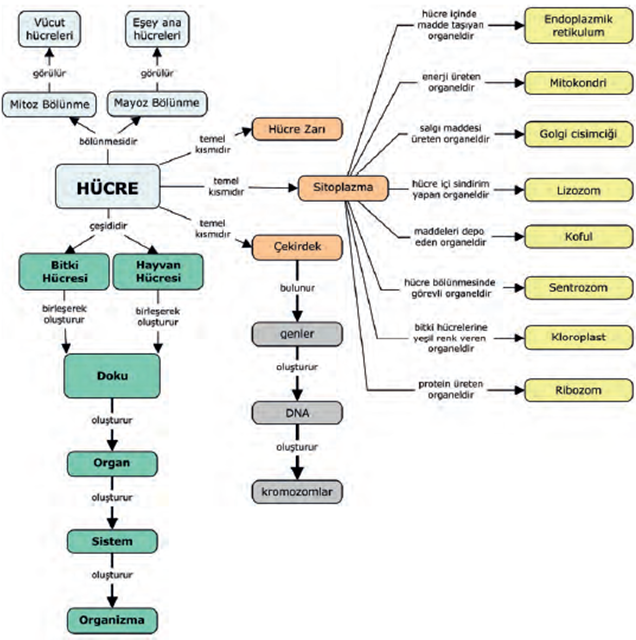 Vücut
hücreleri
Eşey ana
hücreleri
görülür
görülür
Mitoz Bölünme
Mayoz Bölünme
bölünmesidir
HÜCRE
temel
kısmıdır
Hücre Zarı
temel
kısmıdır
Sitoplazma
temel
kısmıdır
Çekirdek
çeşididir
Bitki
Hücresi
Hayvan
Hücresi
birleşerek
oluşturur
birleşerek
oluşturur
Doku
oluşturur
Organ
oluşturur
Sistem
oluşturur
Organizma
bulunur
genler
oluşturur
DNA
oluşturur
kromozomlar
hücre içinde
madde taşıyan
organeldir
Endoplazmik
retikulum
enerji üreten
organeldir
Mitokondri
salgı maddesi
üreten organeldir
Golgi cisimciği
hücre içi sindirim
yapan organeldir
Lizozom
maddeleri depo
eden organeldir
Koful
hücre bölünmesinde
görevli organeldir
Sentrozom
bitki hücrelerine
yeşil renk veren
organeldir
Kloroplast
protein üreten
organeldir
Ribozom